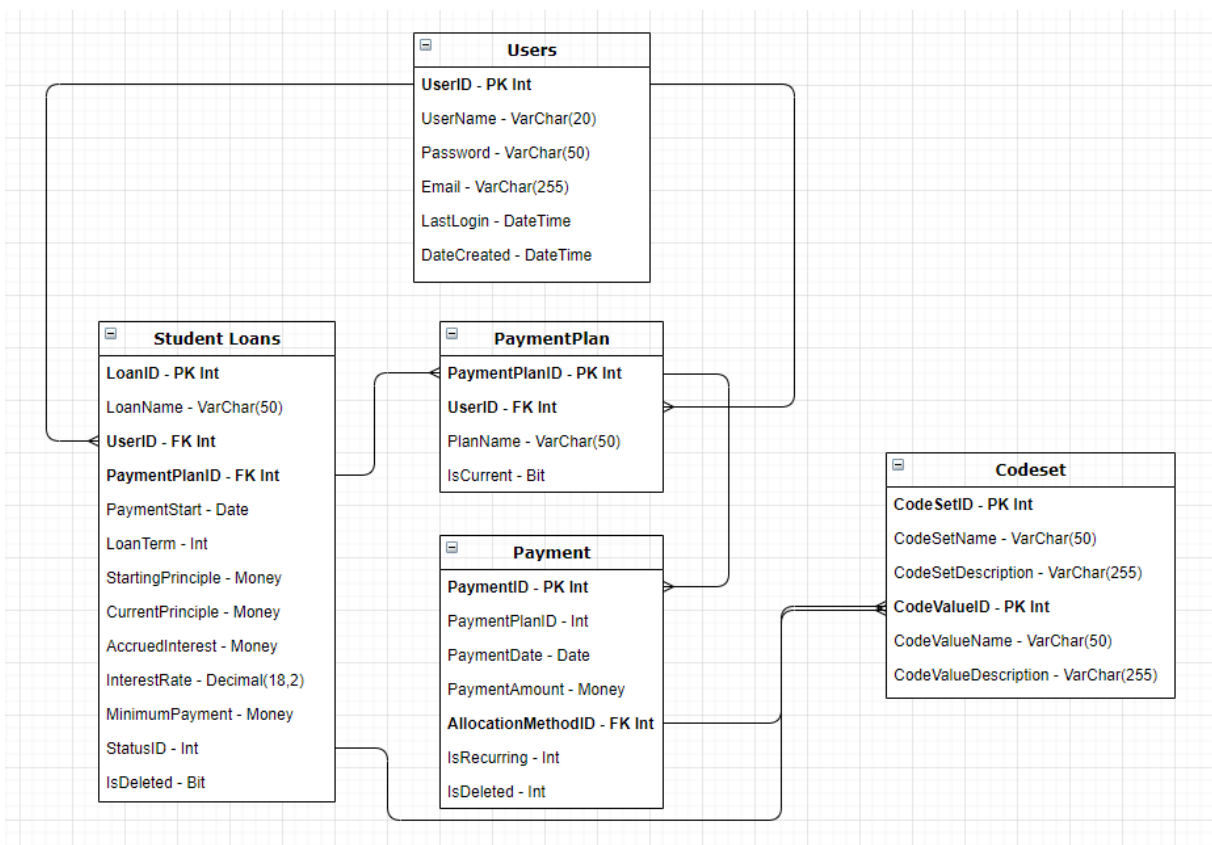 Users
UserID - PK Int
UserName - VarChar(20)
Password - VarChar(50)
Email - VarChar(255)
LastLogin - DateTime
DateCreated - DateTime
Student Loans
LoanID - PK Int
LoanName - VarChar(50)
UserID - FK Int
PaymentPlanID - FK Int
PaymentStart - Date
LoanTerm - Int
StartingPrinciple - Money
CurrentPrinciple - Money
AccruedInterest - Money
InterestRate - Decimal(18,2)
MinimumPayment - Money
StatusID - Int
IsDeleted - Bit
PaymentPlan
PaymentPlanID - PK Int
UserID - FK Int
PlanName - VarChar(50)
IsCurrent - Bit
Payment
PaymentID - PK Int
PaymentPlanID - Int
PaymentDate - Date
PaymentAmount - Money
AllocationMethodID - FK Int
IsRecurring - Int
IsDeleted - Int
Codeset
CodeSetID - PK Int
CodeSetName - VarChar(50)
CodeSetDescription - VarChar(255)
CodeValueID - PK Int
CodeValueName - VarChar(50)
CodeValueDescription - VarChar(255)